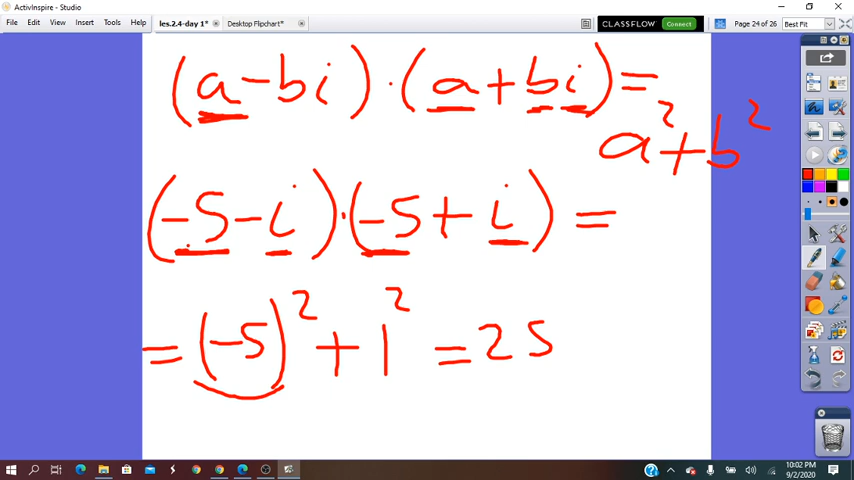 ActivInspire - Studio
File Edit View Insert Tools Help les.2.4-day 1* Desktop Flipchart* CLASSFLOW Connect Page 24 of 26 Best Fit
(a-bi)·(a+bi)=
a²+b²
(-5-i)·(-5+i)=
=(-5)²+1²=25
10:02 PM
9/2/2020